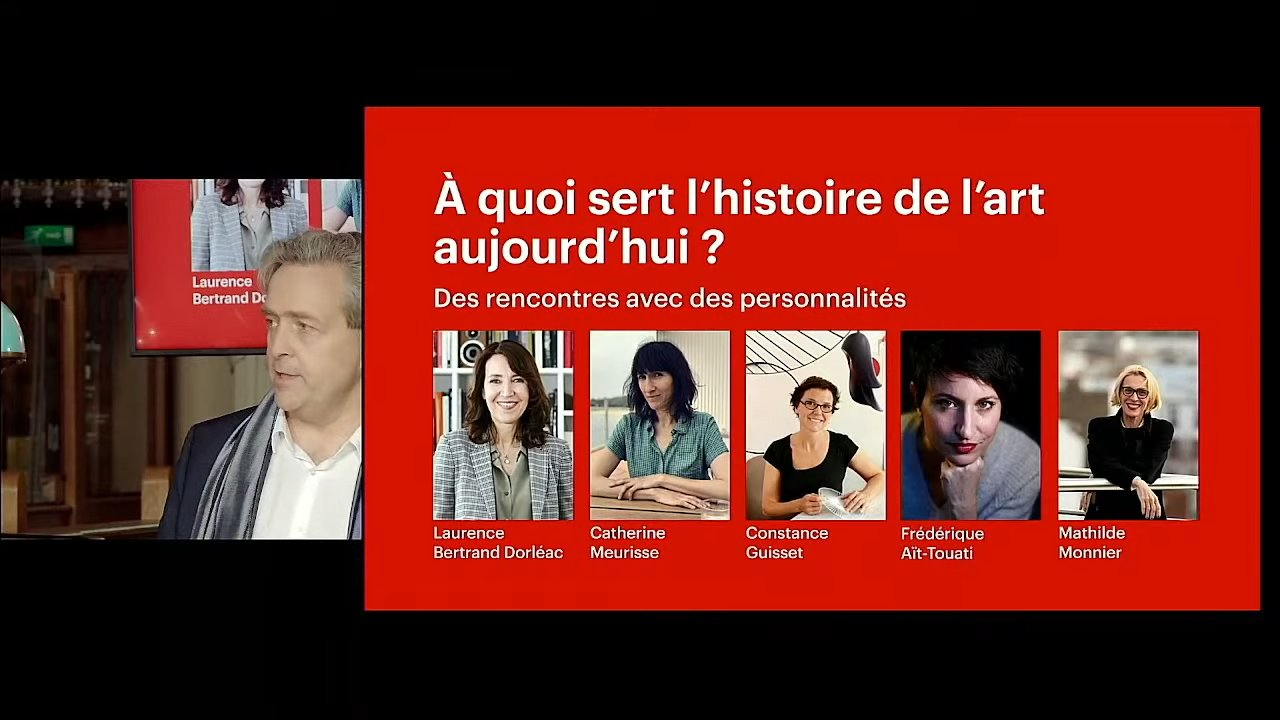 À quoi sert l’histoire de l’art
aujourd’hui ?
Des rencontres avec des personnalités
Laurence
Bertrand Dorléac
Catherine
Meurisse
Constance
Guisset
Frédérique
Aït-Touati
Mathilde
Monnier
Laurence
Bertrand